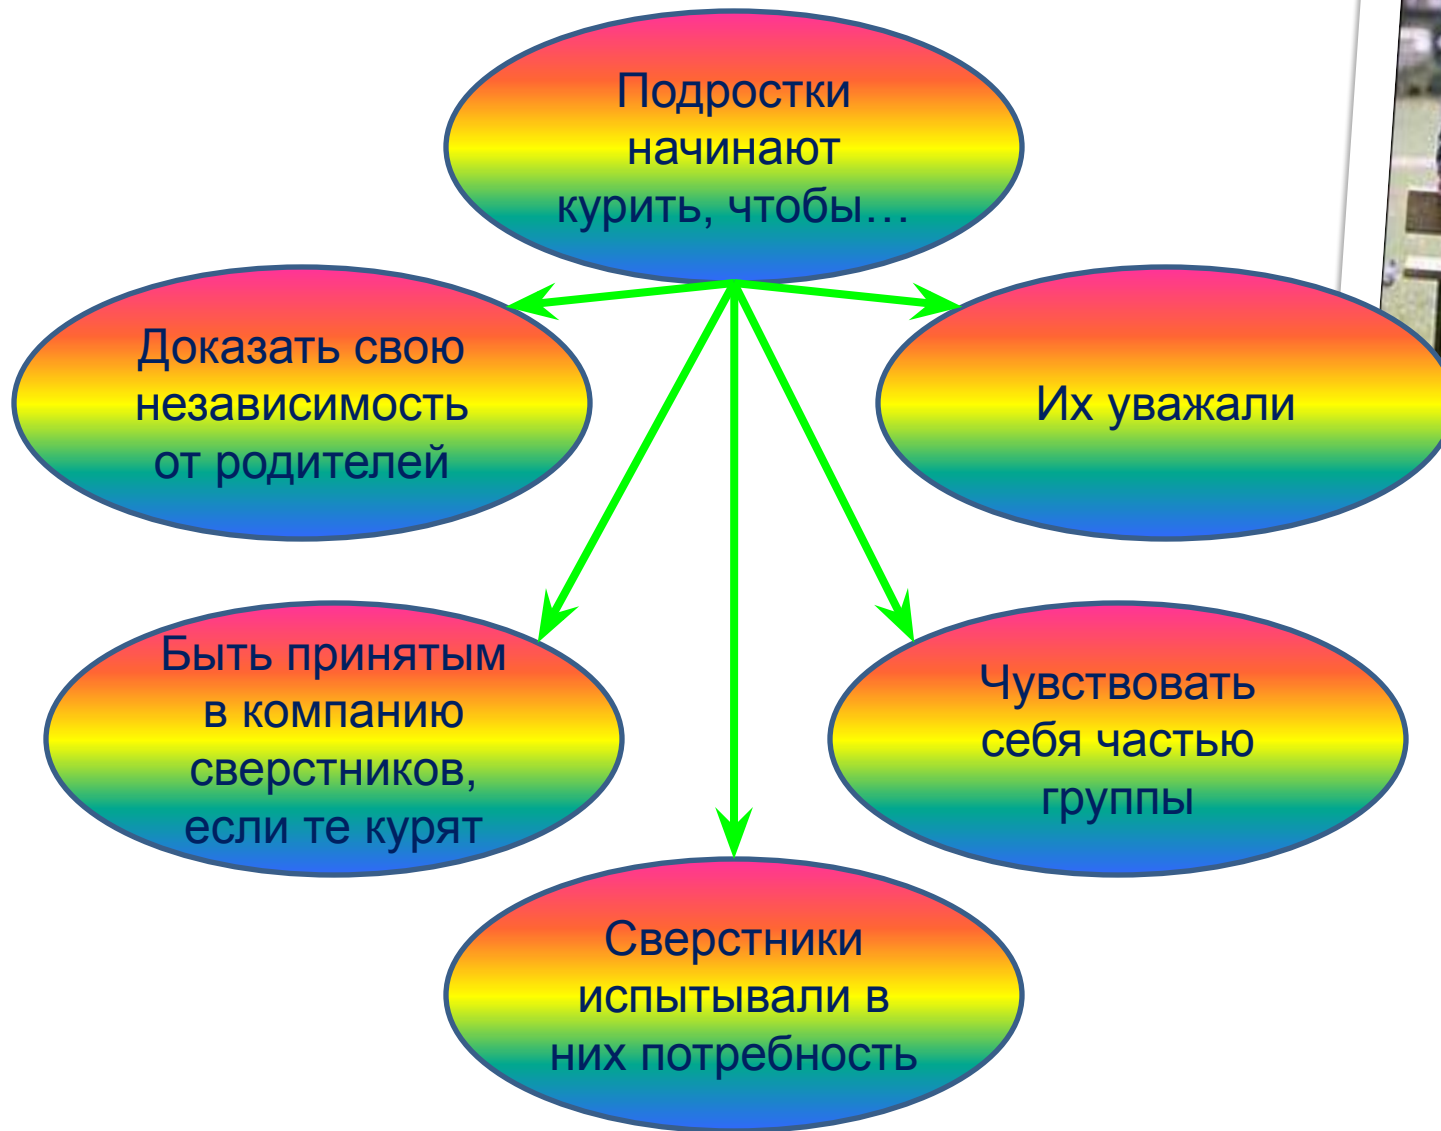 Подростки
начинают
курить, чтобы…
Доказать свою
независимость
от родителей
Их уважали
Быть принятым
в компанию
сверстников,
если те курят
Чувствовать
себя частью
группы
Сверстники
испытывали в
них потребность